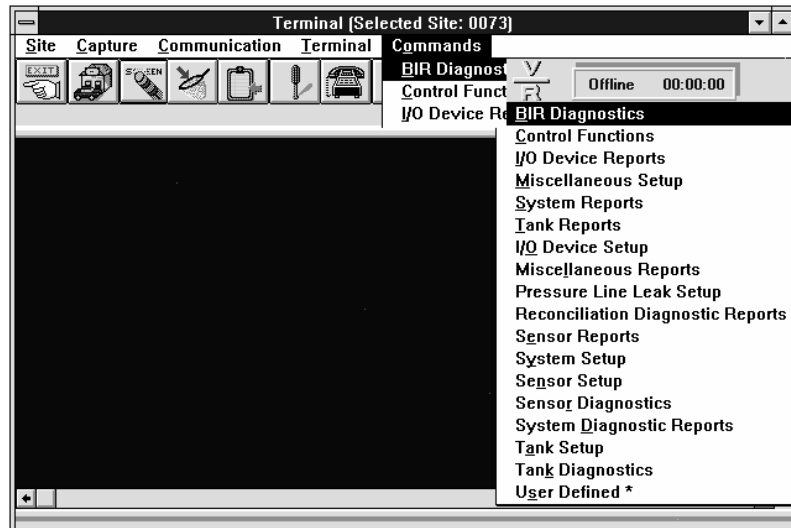 Terminal (Selected Site: 0073)
Site Capture Communication Terminal Commands
EXIT
SCREEN
BIR Diagnost
Control Funct
I/O Device Re
Offline 00:00:00
BIR Diagnostics
Control Functions
I/O Device Reports
Miscellaneous Setup
System Reports
Tank Reports
I/O Device Setup
Miscellaneous Reports
Pressure Line Leak Setup
Reconciliation Diagnostic Reports
Sensor Reports
System Setup
Sensor Setup
Sensor Diagnostics
System Diagnostic Reports
Tank Setup
Tank Diagnostics
User Defined *